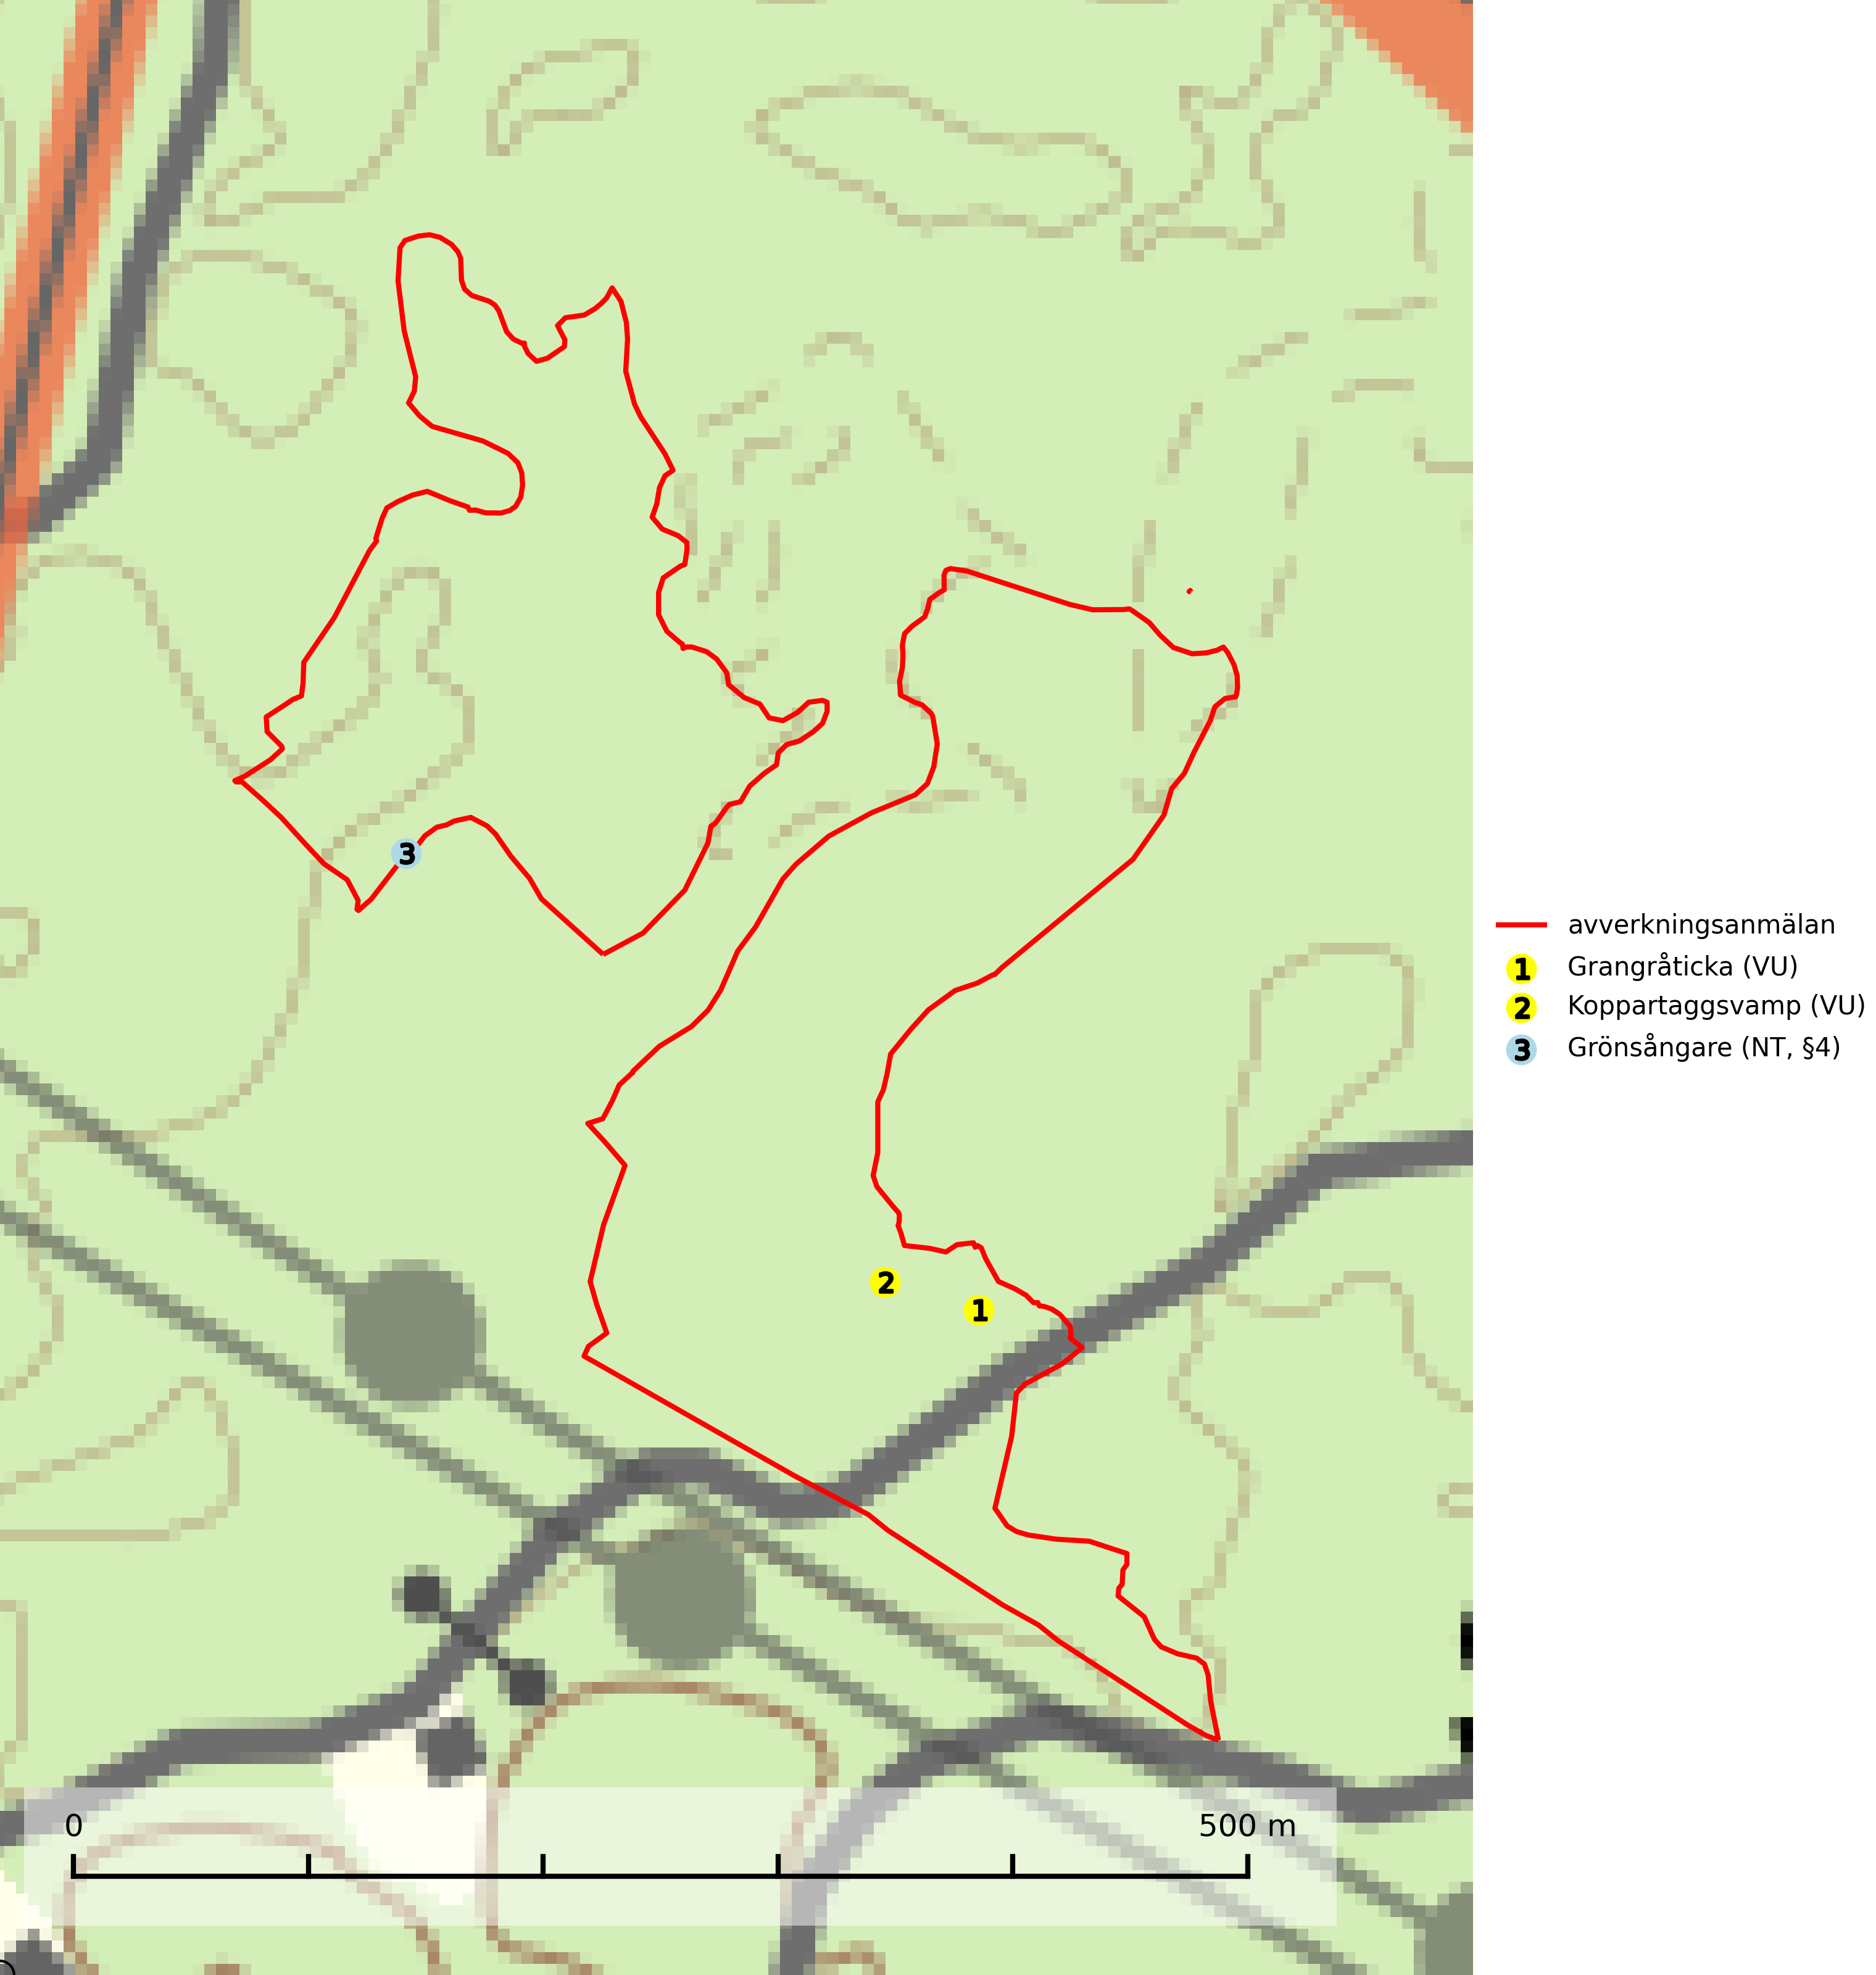 3
2
1
avverkningsanmälan
1 Grangråticka (VU)
2 Koppartaggsvamp (VU)
3 Grönsångare (NT, §4)
0 500 m